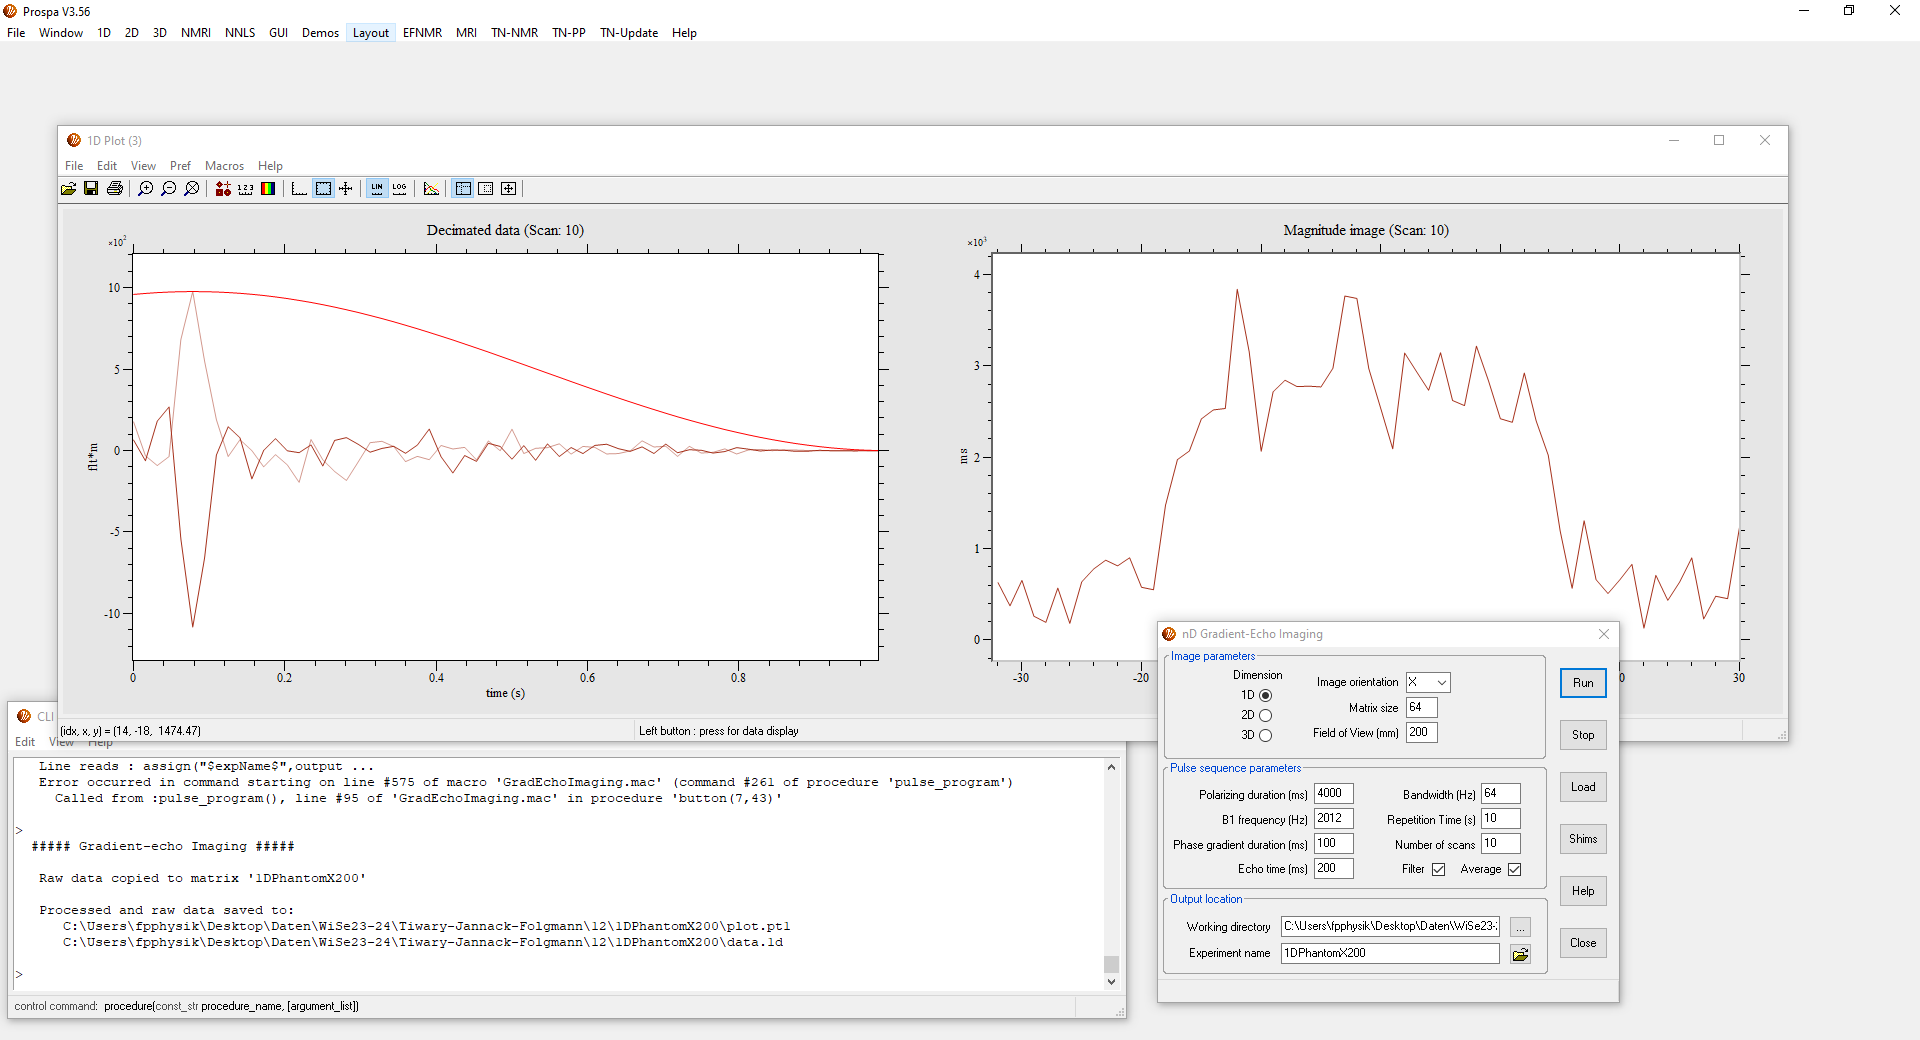 Prospa V3.56
File Window 1D 2D 3D NMRI NNLS GUI Demos Layout EFNMR MRI TN-NMR TN-PP TN-Update Help
1D Plot (3)
File Edit View Pref Macros Help
1 2 3 LIN LOG
Decimated data (Scan: 10)
×10²
10
5
0
-5
-10
flt*m
0 0.2 0.4 0.6 0.8
time (s)
Magnitude image (Scan: 10)
×10³
4
3
2
1
0
ms
-30 -20 0 30
(idx, x, y) = (14, -18, 1474.47)
Left button : press for data display
CLI
Edit View Help
Line reads : assign("$expName$",output ...
Error occurred in command starting on line #575 of macro 'GradEchoImaging.mac' (command #261 of procedure 'pulse_program')
Called from :pulse_program(), line #95 of 'GradEchoImaging.mac' in procedure 'button(7,43)'
>
##### Gradient-echo Imaging #####
Raw data copied to matrix '1DPhantomX200'
Processed and raw data saved to:
C:\Users\fpphysik\Desktop\Daten\WiSe23-24\Tiwary-Jannack-Folgmann\12\1DPhantomX200\plot.pt1
C:\Users\fpphysik\Desktop\Daten\WiSe23-24\Tiwary-Jannack-Folgmann\12\1DPhantomX200\data.1d
>
control command: procedure(const_str procedure_name, [argument_list])
nD Gradient-Echo Imaging
Image parameters
Dimension
1D
2D
3D
Image orientation X
Matrix size 64
Field of View (mm) 200
Pulse sequence parameters
Polarizing duration (ms) 4000
B1 frequency (Hz) 2012
Phase gradient duration (ms) 100
Echo time (ms) 200
Bandwidth (Hz) 64
Repetition Time (s) 10
Number of scans 10
Filter Average
Output location
Working directory C:\Users\fpphysik\Desktop\Daten\WiSe23-: ...
Experiment name 1DPhantomX200
Run
Stop
Load
Shims
Help
Close